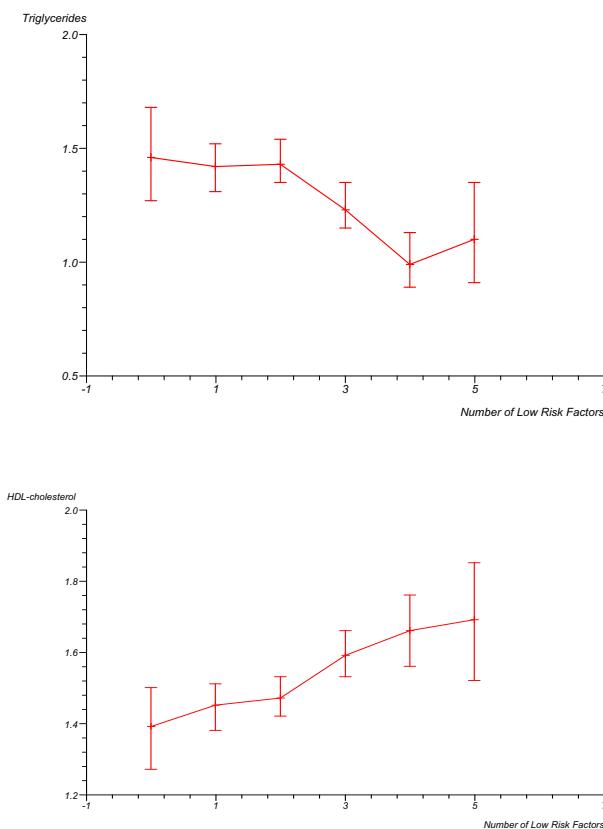 Triglycerides
2.0
1.5
1.0
0.5
-1 1 3 5
Number of Low Risk Factors
HDL-cholesterol
2.0
1.8
1.6
1.4
1.2
-1 1 3 5
Number of Low Risk Factors